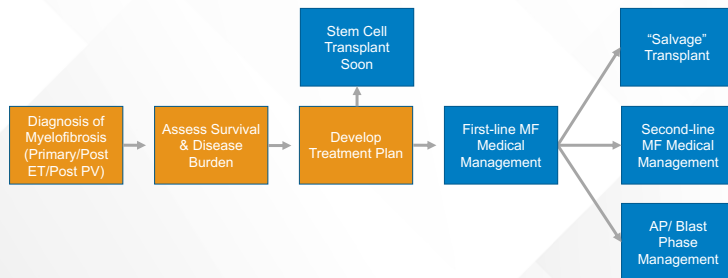 Stem Cell
Transplant
Soon
“Salvage”
Transplant
Diagnosis of
Myelofibrosis
(Primary/Post
ET/Post PV)
Assess Survival
& Disease
Burden
Develop
Treatment Plan
First-line MF
Medical
Management
Second-line
MF Medical
Management
AP/ Blast
Phase
Management